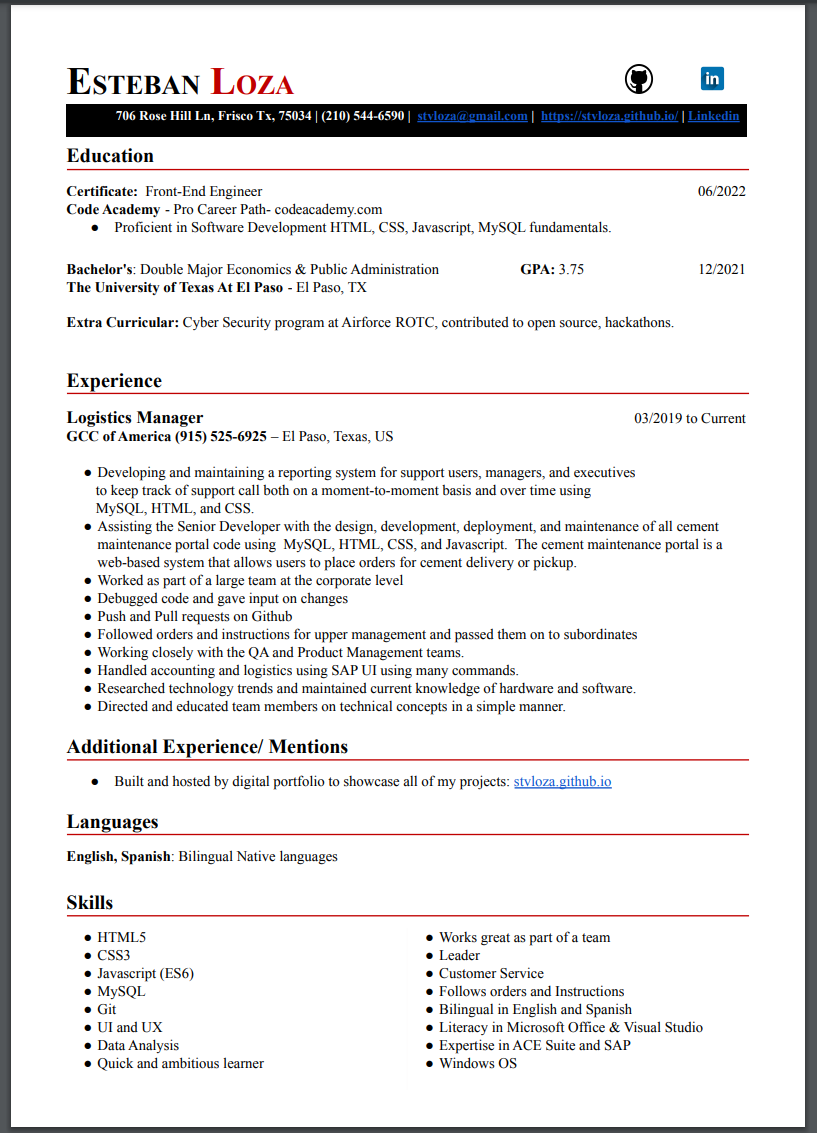 Esteban Loza
in
706 Rose Hill Ln, Frisco Tx, 75034 | (210) 544-6590 | stvloza@gmail.com | https://stvloza.github.io/ | Linkedin
Education
Certificate: Front-End Engineer 06/2022
Code Academy - Pro Career Path- codeacademy.com
● Proficient in Software Development HTML, CSS, Javascript, MySQL fundamentals.
Bachelor's: Double Major Economics & Public Administration GPA: 3.75 12/2021
The University of Texas At El Paso - El Paso, TX
Extra Curricular: Cyber Security program at Airforce ROTC, contributed to open source, hackathons.
Experience
Logistics Manager 03/2019 to Current
GCC of America (915) 525-6925 – El Paso, Texas, US
● Developing and maintaining a reporting system for support users, managers, and executives
to keep track of support call both on a moment-to-moment basis and over time using
MySQL, HTML, and CSS.
● Assisting the Senior Developer with the design, development, deployment, and maintenance of all cement
maintenance portal code using MySQL, HTML, CSS, and Javascript. The cement maintenance portal is a
web-based system that allows users to place orders for cement delivery or pickup.
● Worked as part of a large team at the corporate level
● Debugged code and gave input on changes
● Push and Pull requests on Github
● Followed orders and instructions for upper management and passed them on to subordinates
● Working closely with the QA and Product Management teams.
● Handled accounting and logistics using SAP UI using many commands.
● Researched technology trends and maintained current knowledge of hardware and software.
● Directed and educated team members on technical concepts in a simple manner.
Additional Experience/ Mentions
● Built and hosted by digital portfolio to showcase all of my projects: stvloza.github.io
Languages
English, Spanish: Bilingual Native languages
Skills
● HTML5
● CSS3
● Javascript (ES6)
● MySQL
● Git
● UI and UX
● Data Analysis
● Quick and ambitious learner
● Works great as part of a team
● Leader
● Customer Service
● Follows orders and Instructions
● Bilingual in English and Spanish
● Literacy in Microsoft Office & Visual Studio
● Expertise in ACE Suite and SAP
● Windows OS